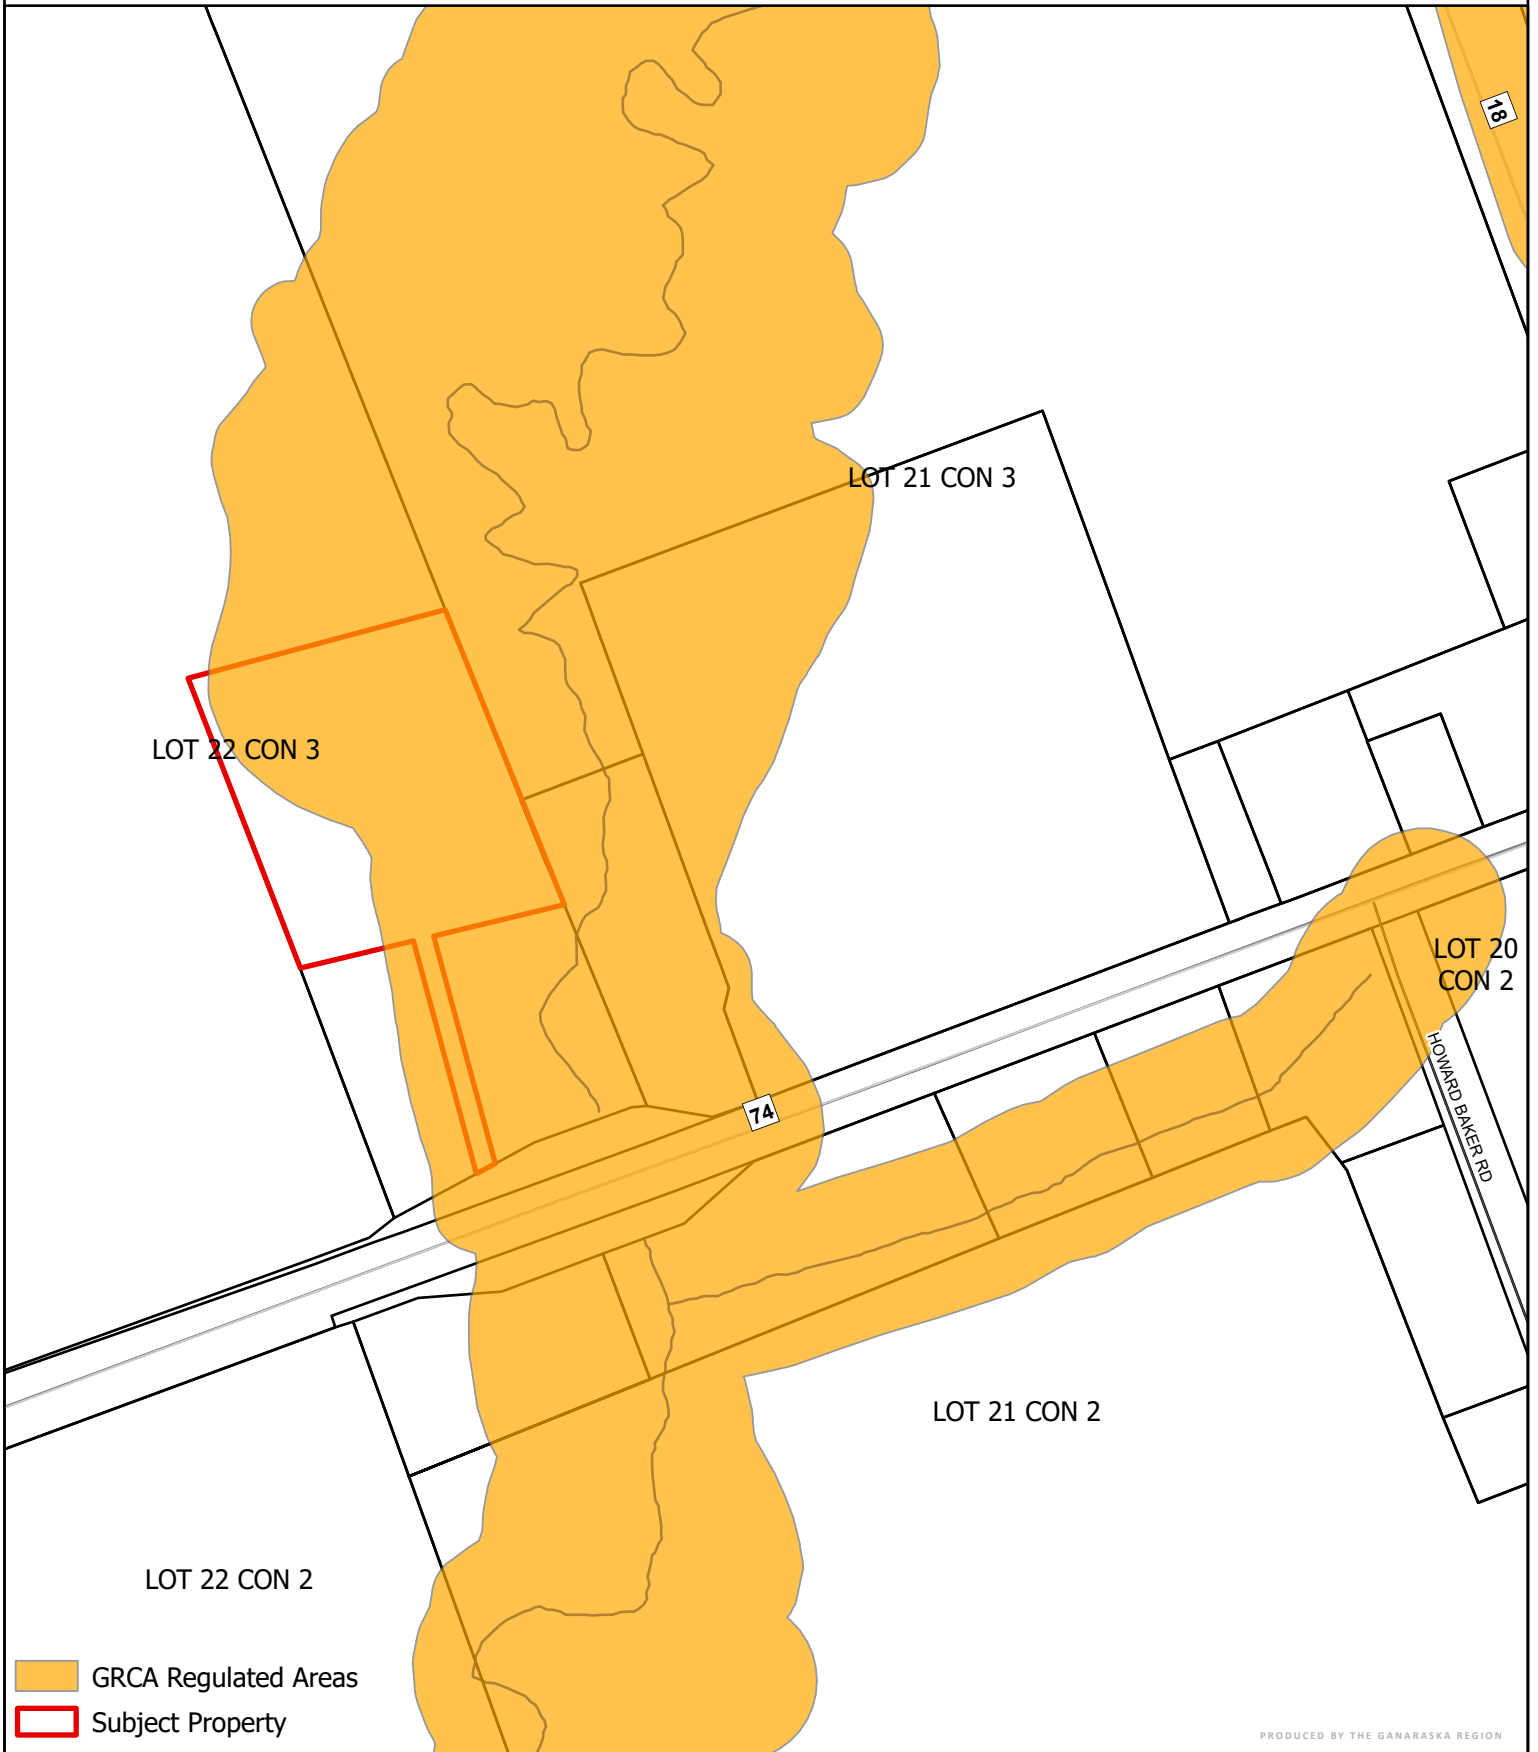 18
LOT 21 CON 3
LOT 22 CON 3
LOT 20
CON 2
HOWARD BAKER RD
74
LOT 21 CON 2
LOT 22 CON 2
GRCA Regulated Areas
Subject Property
PRODUCED BY THE GANARASKA REGION